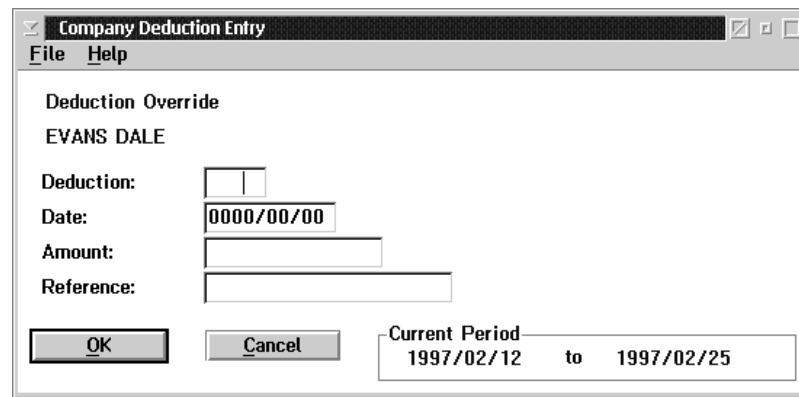 Company Deduction Entry
File Help
Deduction Override
EVANS DALE
Deduction:
Date: 0000/00/00
Amount:
Reference:
OK Cancel
Current Period
1997/02/12 to 1997/02/25